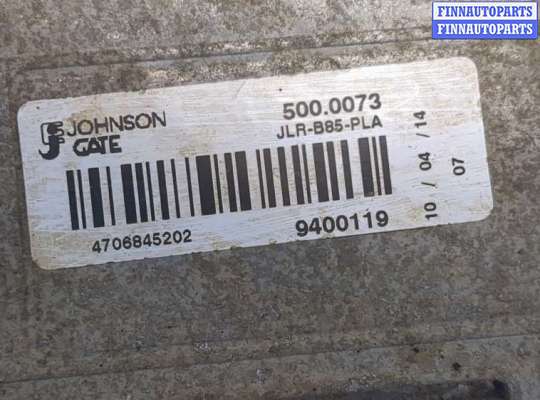 FINNAUTOPARTS
FINNAUTOPARTS
JOHNSON
GATE
500.0073
JLR-B85-PLA
4706845202
9400119
10 / 04 / 14
07